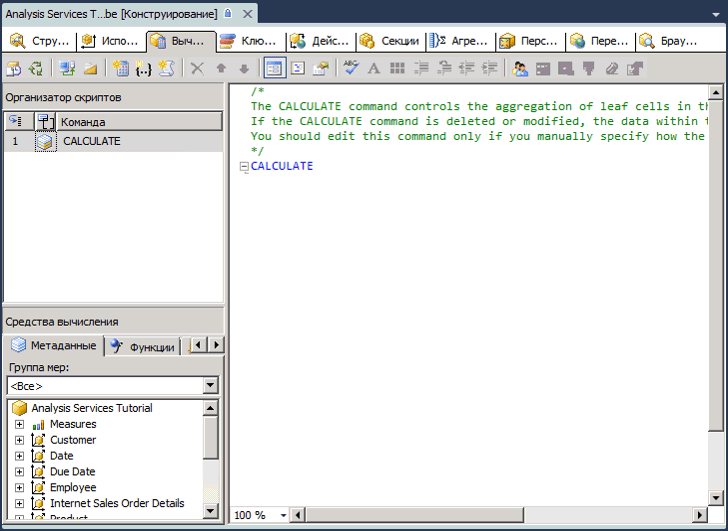 Analysis Services T...be [Конструирование]
Стру... Испо... Выч... Клю... Дейс... Секции Агре... Перс... Пере... Брау...
Организатор скриптов
Команда
1 CALCULATE
/*
The CALCULATE command controls the aggregation of leaf cells in th
If the CALCULATE command is deleted or modified, the data within t
You should edit this command only if you manually specify how the
*/
CALCULATE
Средства вычисления
Метаданные Функции
Группа мер:
<Все>
Analysis Services Tutorial
Measures
Customer
Date
Due Date
Employee
Internet Sales Order Details
Product
100 %